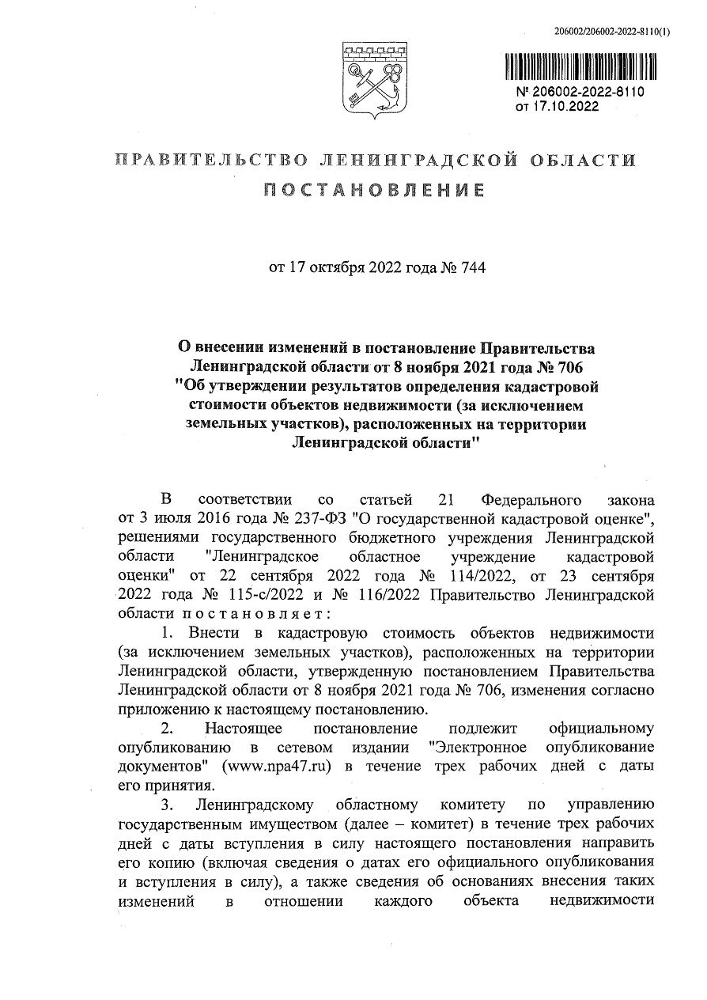 206002/206002-2022-8110(1)
№ 206002-2022-8110
от 17.10.2022
ПРАВИТЕЛЬСТВО ЛЕНИНГРАДСКОЙ ОБЛАСТИ
ПОСТАНОВЛЕНИЕ
от 17 октября 2022 года № 744
О внесении изменений в постановление Правительства
Ленинградской области от 8 ноября 2021 года № 706
"Об утверждении результатов определения кадастровой
стоимости объектов недвижимости (за исключением
земельных участков), расположенных на территории
Ленинградской области"
В соответствии со статьей 21 Федерального закона
от 3 июля 2016 года № 237-ФЗ "О государственной кадастровой оценке",
решениями государственного бюджетного учреждения Ленинградской
области "Ленинградское областное учреждение кадастровой
оценки" от 22 сентября 2022 года № 114/2022, от 23 сентября
2022 года № 115-с/2022 и № 116/2022 Правительство Ленинградской
области п о с т а н о в л я е т :
1. Внести в кадастровую стоимость объектов недвижимости
(за исключением земельных участков), расположенных на территории
Ленинградской области, утвержденную постановлением Правительства
Ленинградской области от 8 ноября 2021 года № 706, изменения согласно
приложению к настоящему постановлению.
2. Настоящее постановление подлежит официальному
опубликованию в сетевом издании "Электронное опубликование
документов" (www.npa47.ru) в течение трех рабочих дней с даты
его принятия.
3. Ленинградскому областному комитету по управлению
государственным имуществом (далее – комитет) в течение трех рабочих
дней с даты вступления в силу настоящего постановления направить
его копию (включая сведения о датах его официального опубликования
и вступления в силу), а также сведения об основаниях внесения таких
изменений в отношении каждого объекта недвижимости